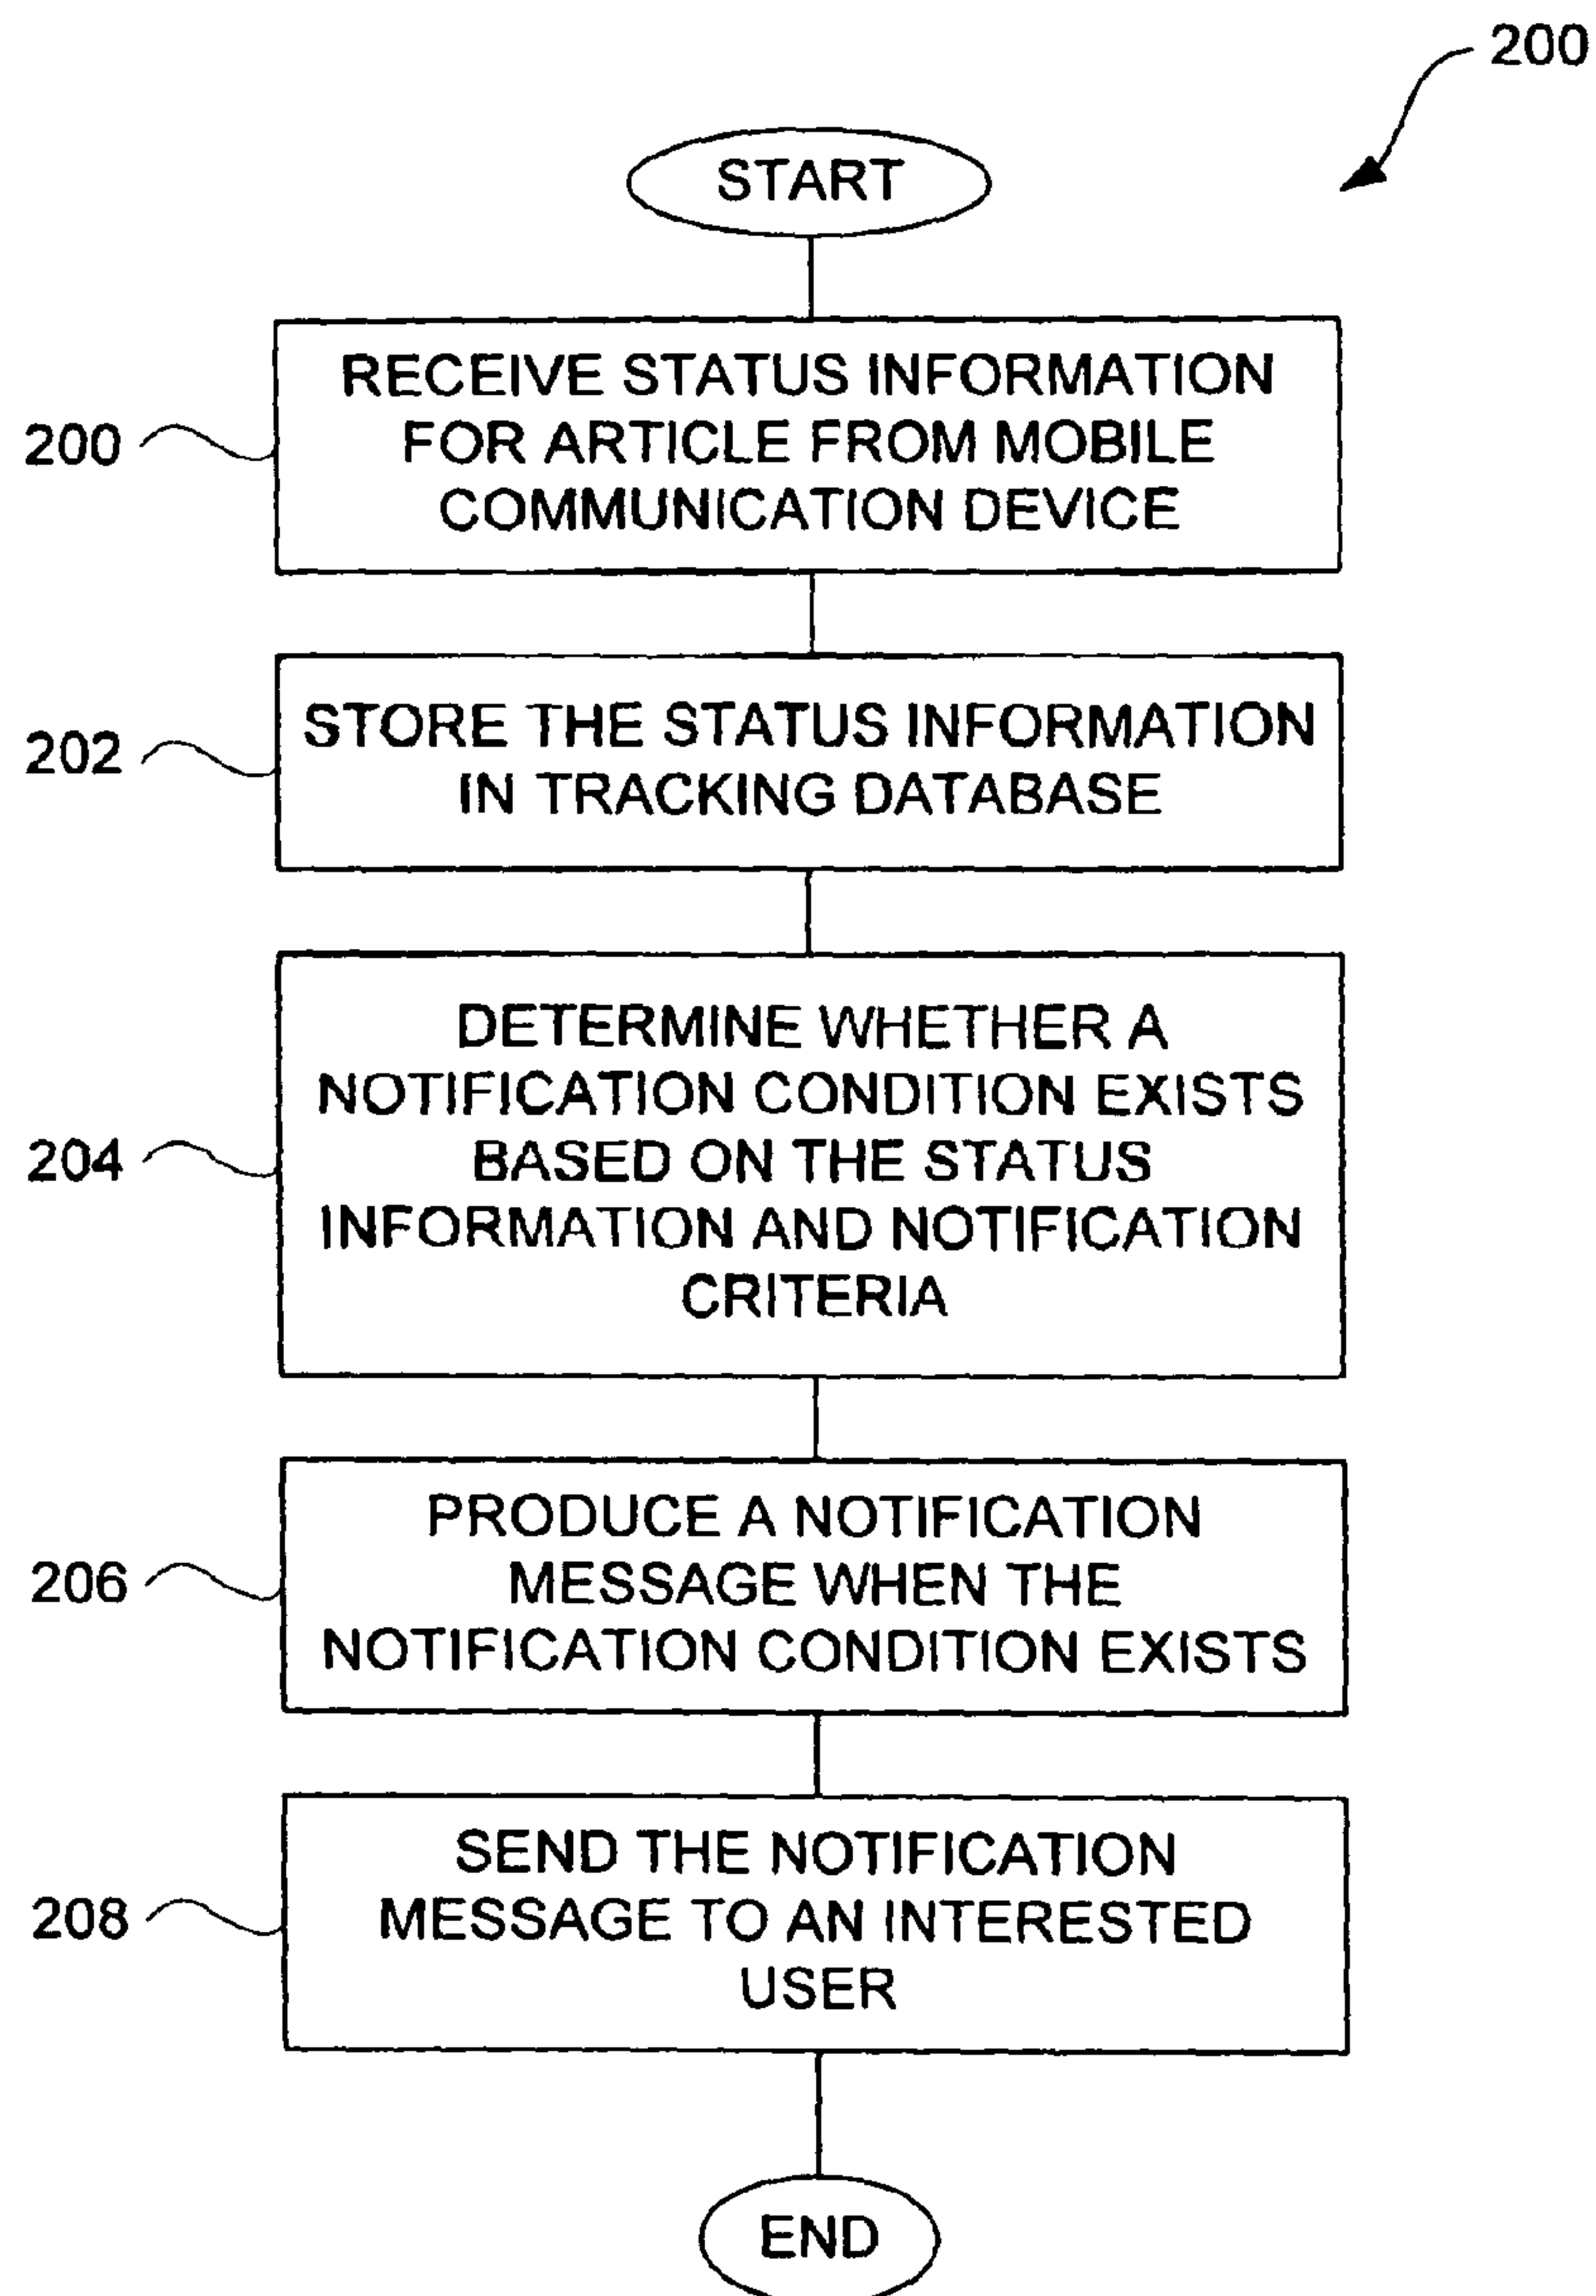 200
START
200
RECEIVE STATUS INFORMATION
FOR ARTICLE FROM MOBILE
COMMUNICATION DEVICE
202
STORE THE STATUS INFORMATION
IN TRACKING DATABASE
204
DETERMINE WHETHER A
NOTIFICATION CONDITION EXISTS
BASED ON THE STATUS
INFORMATION AND NOTIFICATION
CRITERIA
206
PRODUCE A NOTIFICATION
MESSAGE WHEN THE
NOTIFICATION CONDITION EXISTS
208
SEND THE NOTIFICATION
MESSAGE TO AN INTERESTED
USER
END